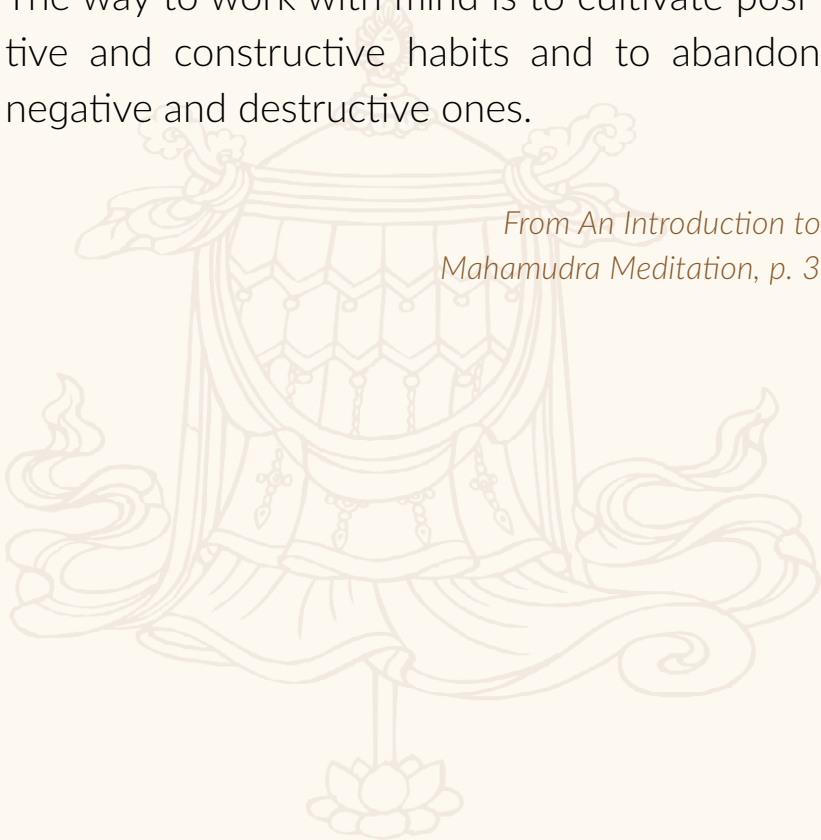 The way to work with mind is to cultivate posi-
tive and constructive habits and to abandon
negative and destructive ones.
From An Introduction to
Mahamudra Meditation, p. 3